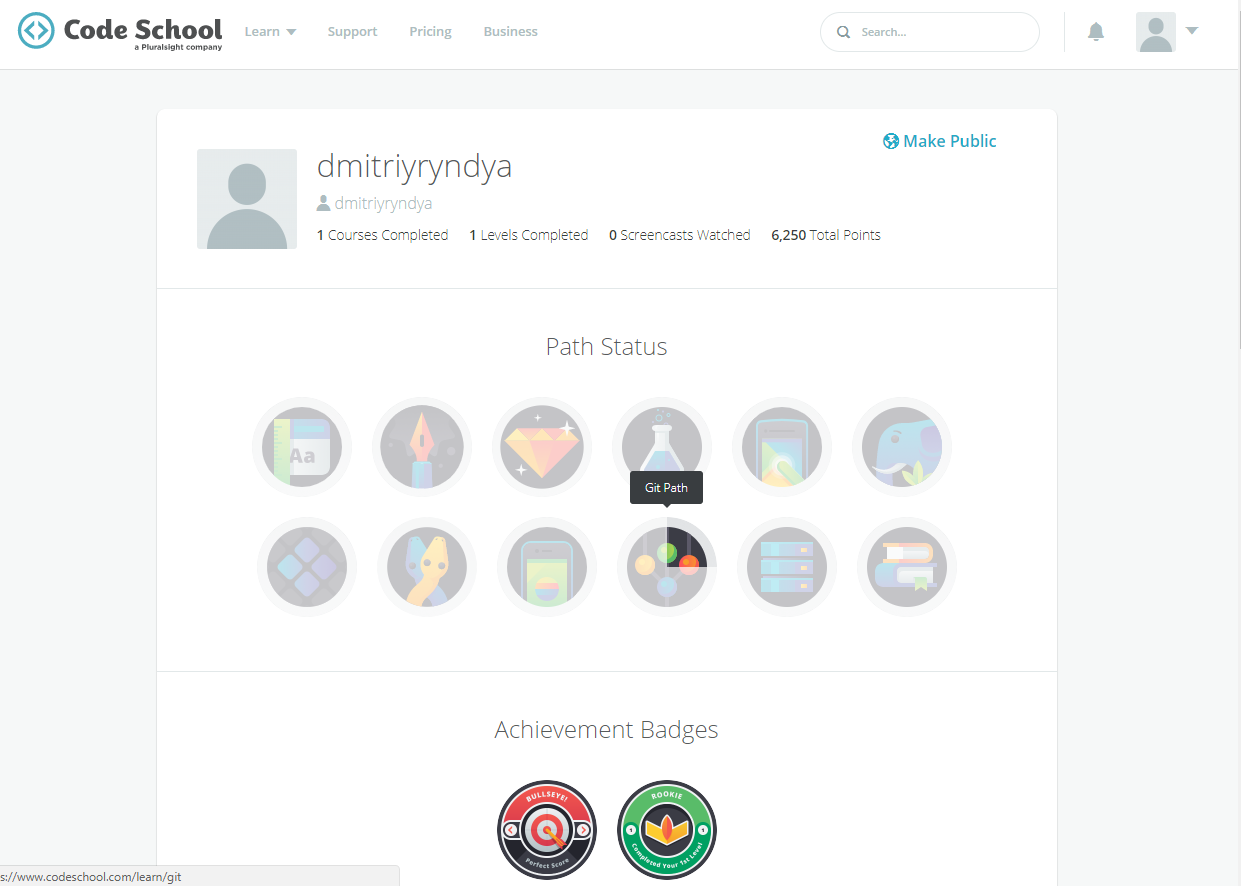 Code School
a Pluralsight company
Learn
Support
Pricing
Business
Search...
Make Public
dmitriyryndya
dmitriyryndya
1 Courses Completed 1 Levels Completed 0 Screencasts Watched 6,250 Total Points
Path Status
Aa
Git Path
Achievement Badges
BULLSEYE!
Perfect Score
ROOKIE
1 1
Completed Your 1st Level
s://www.codeschool.com/learn/git